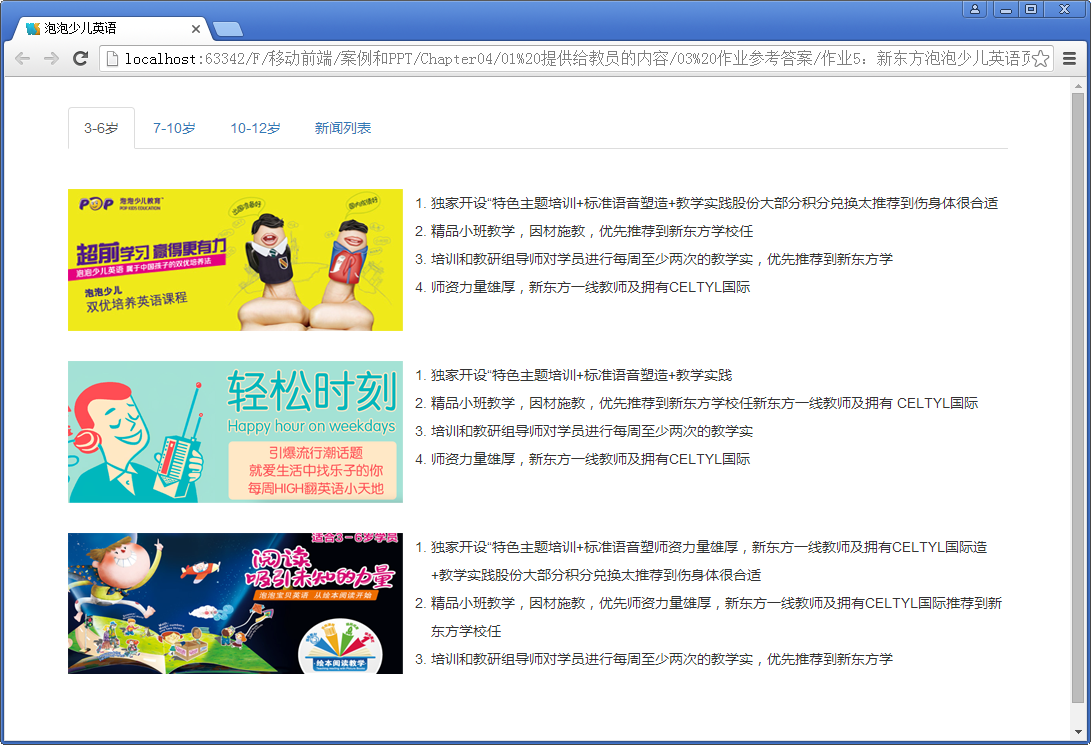 泡泡少儿英语
localhost:63342/F/移动前端/案例和PPT/Chapter04/01%20提供给教员的内容/03%20作业参考答案/作业5：新东方泡泡少儿英语页
3-6岁 7-10岁 10-12岁 新闻列表
POP 泡泡少儿教育
POP KIDS EDUCATION
超前学习 赢得更有力
泡泡少儿英语 属于中国孩子的双优培养法
泡泡少儿
双优培养英语课程
1. 独家开设“特色主题培训+标准语音塑造+教学实践股份大部分积分兑换太推荐到伤身体很合适
2. 精品小班教学，因材施教，优先推荐到新东方学校任
3. 培训和教研组导师对学员进行每周至少两次的教学实，优先推荐到新东方学
4. 师资力量雄厚，新东方一线教师及拥有CELTYL国际
轻松时刻
Happy hour on weekdays
引爆流行潮话题
就爱生活中找乐子的你
每周HIGH翻英语小天地
1. 独家开设“特色主题培训+标准语音塑造+教学实践
2. 精品小班教学，因材施教，优先推荐到新东方学校任新东方一线教师及拥有 CELTYL国际
3. 培训和教研组导师对学员进行每周至少两次的教学实
4. 师资力量雄厚，新东方一线教师及拥有CELTYL国际
适合3-6岁学员
阅读
吸引未知的力量
泡泡宝贝英语 从绘本阅读开始
绘本阅读教学
1. 独家开设“特色主题培训+标准语音塑师资力量雄厚，新东方一线教师及拥有CELTYL国际造
+教学实践股份大部分积分兑换太推荐到伤身体很合适
2. 精品小班教学，因材施教，优先师资力量雄厚，新东方一线教师及拥有CELTYL国际推荐到新
东方学校任
3. 培训和教研组导师对学员进行每周至少两次的教学实，优先推荐到新东方学